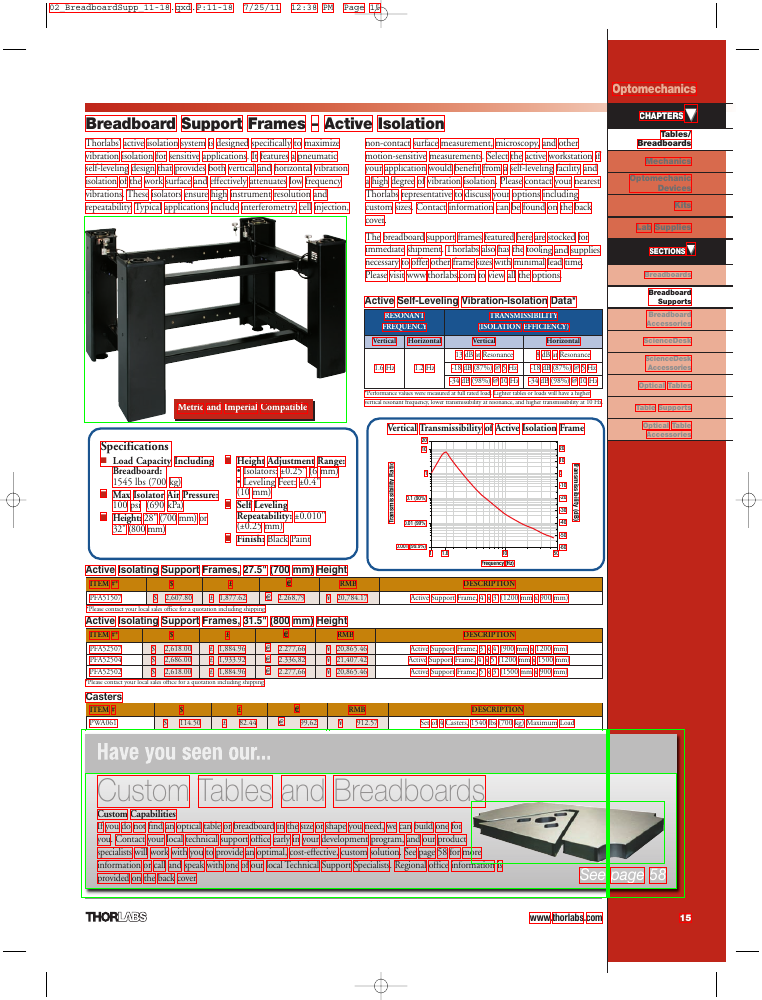 02 BreadboardSupp 11-18.qxd.P:11-18 7/25/11 12:38 PM Page 15
Optomechanics
CHAPTERS
Tables/
Breadboards
Mechanics
Optomechanic
Devices
Kits
Lab Supplies
SECTIONS
Breadboards
Breadboard
Supports
Breadboard
Accessories
ScienceDesk
ScienceDesk
Accessories
Optical Tables
Table Supports
Optical Table
Accessories
Breadboard Support Frames – Active Isolation
Thorlabs' active isolation system is designed specifically to maximize
vibration isolation for sensitive applications. It features a pneumatic
self-leveling design that provides both vertical and horizontal vibration
isolation of the work surface and effectively attenuates low frequency
vibrations. These isolators ensure high instrument resolution and
repeatability. Typical applications include interferometry, cell injection,
non-contact surface measurement, microscopy, and other
motion-sensitive measurements. Select the active workstation if
your application would benefit from a self-leveling facility and
a high degree of vibration isolation. Please contact your nearest
Thorlabs representative to discuss your options including
custom sizes. Contact information can be found on the back
cover.
The breadboard support frames featured here are stocked for
immediate shipment. Thorlabs also has the tooling and supplies
necessary to offer other frame sizes with minimal lead time.
Please visit www.thorlabs.com to view all the options.
Metric and Imperial Compatible
Active Self-Leveling Vibration-Isolation Data*
RESONANT FREQUENCY TRANSMISSIBILITY (ISOLATION EFFICIENCY)
Vertical Horizontal Vertical Horizontal
1.6 Hz 1.2 Hz 13 dB @ Resonance 9 dB @ Resonance
-18 dB (87%) @ 5 Hz -18 dB (87%) @ 5 Hz
-34 dB (98%) @ 10 Hz -34 dB (98%) @ 10 Hz
*Performance values were measured at full rated load. Lighter tables or loads will have a higher
vertical resonant frequency, lower transmissibility at resonance, and higher transmissibility at 10 Hz
Specifications
Load Capacity Including
Breadboard:
1545 lbs (700 kg)
Max Isolator Air Pressure:
100 psi (690 kPa)
Height: 28" (700 mm) or
32" (800 mm)
Height Adjustment Range:
• Isolators: ±0.25" (6 mm)
• Leveling Feet: ±0.4"
(10 mm)
Self Leveling
Repeatability: ±0.010"
(±0.25 mm)
Finish: Black Paint
Vertical Transmissibility of Active Isolation Frame
Transmissibility (dB)
Frequency (Hz)
Active Isolating Support Frames, 27.5" (700 mm) Height
ITEM #* $ £ € RMB DESCRIPTION
PFA51507 $ 2,607.80 £ 1,877.62 € 2.268,79 ¥ 20,784.17 Active Support Frame, 4' x 3' (1200 mm x 900 mm)
*Please contact your local sales office for a quotation including shipping
Active Isolating Support Frames, 31.5" (800 mm) Height
ITEM #* $ £ € RMB DESCRIPTION
PFA52507 $ 2,618.00 £ 1,884.96 € 2.277,66 ¥ 20,865.46 Active Support Frame, 3' x 4' (900 mm x 1200 mm)
PFA52504 $ 2,686.00 £ 1,933.92 € 2.336,82 ¥ 21,407.42 Active Support Frame, 4' x 5' (1200 mm x 1500 mm)
PFA52502 $ 2,618.00 £ 1,884.96 € 2.277,66 ¥ 20,865.46 Active Support Frame, 5' x 3' (1500 mm x 900 mm)
*Please contact your local sales office for a quotation including shipping
Casters
ITEM # $ £ € RMB DESCRIPTION
PWA061 $ 114.50 £ 82.44 € 99,62 ¥ 912.57 Set of 4 Casters, 1540 lbs (700 kg) Maximum Load
Have you seen our...
Custom Tables and Breadboards
Custom Capabilities
If you do not find an optical table or breadboard in the size or shape you need, we can build one for
you. Contact your local technical support office early in your development program, and our product
specialists will work with you to provide an optimal, cost-effective, custom solution. See page 58 for more
information or call and speak with one of our local Technical Support Specialists. Regional office information is
provided on the back cover
See page 58
THORLABS
www.thorlabs.com
15